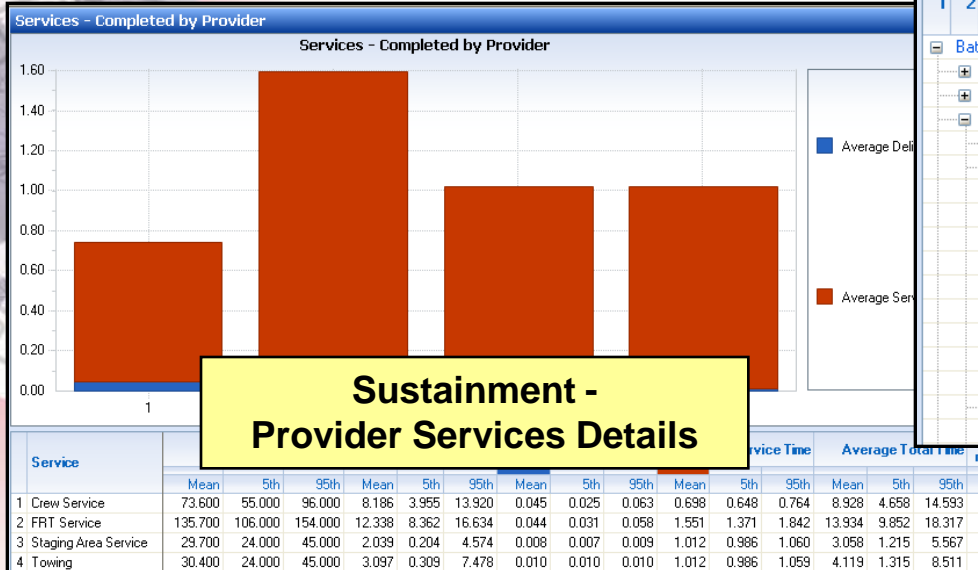 Services - Completed by Provider
Services - Completed by Provider
1 2
1.60
1.40
1.20
1.00
0.80
0.60
0.40
0.20
0.00
1
Average Deli
Average Serv
Bat
Sustainment -
Provider Services Details
Service
rvice Time Average Total Time
Mean 5th 95th Mean 5th 95th Mean 5th 95th Mean 5th 95th Mean 5th 95th
1 Crew Service 73.600 55.000 96.000 8.186 3.955 13.920 0.045 0.025 0.063 0.698 0.648 0.764 8.928 4.658 14.593
2 FRT Service 135.700 106.000 154.000 12.338 8.362 16.634 0.044 0.031 0.058 1.551 1.371 1.842 13.934 9.852 18.317
3 Staging Area Service 29.700 24.000 45.000 2.039 0.204 4.574 0.008 0.007 0.009 1.012 0.986 1.060 3.058 1.215 5.567
4 Towing 30.400 24.000 45.000 3.097 0.309 7.478 0.010 0.010 0.010 1.012 0.986 1.059 4.119 1.315 8.511